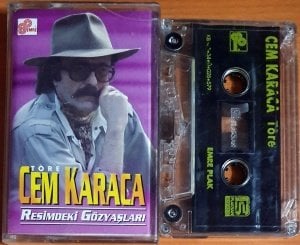 TÖRE
CEM KARACA
RESİMDEKİ GÖZYAŞLARI
CEM KARACA Töre
EMRE PLAK